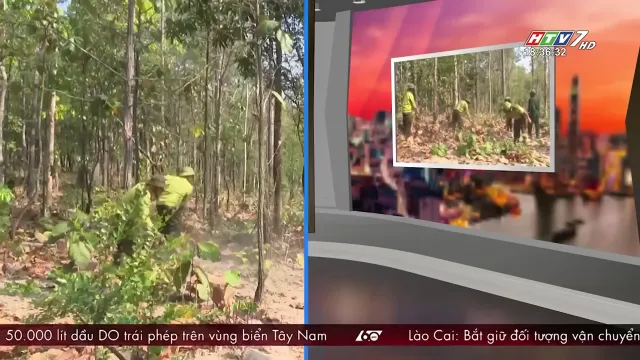 HTV7 HD
18:36:32
50.000 lít dầu DO trái phép trên vùng biển Tây Nam
60
Lào Cai: Bắt giữ đối tượng vận chuyển